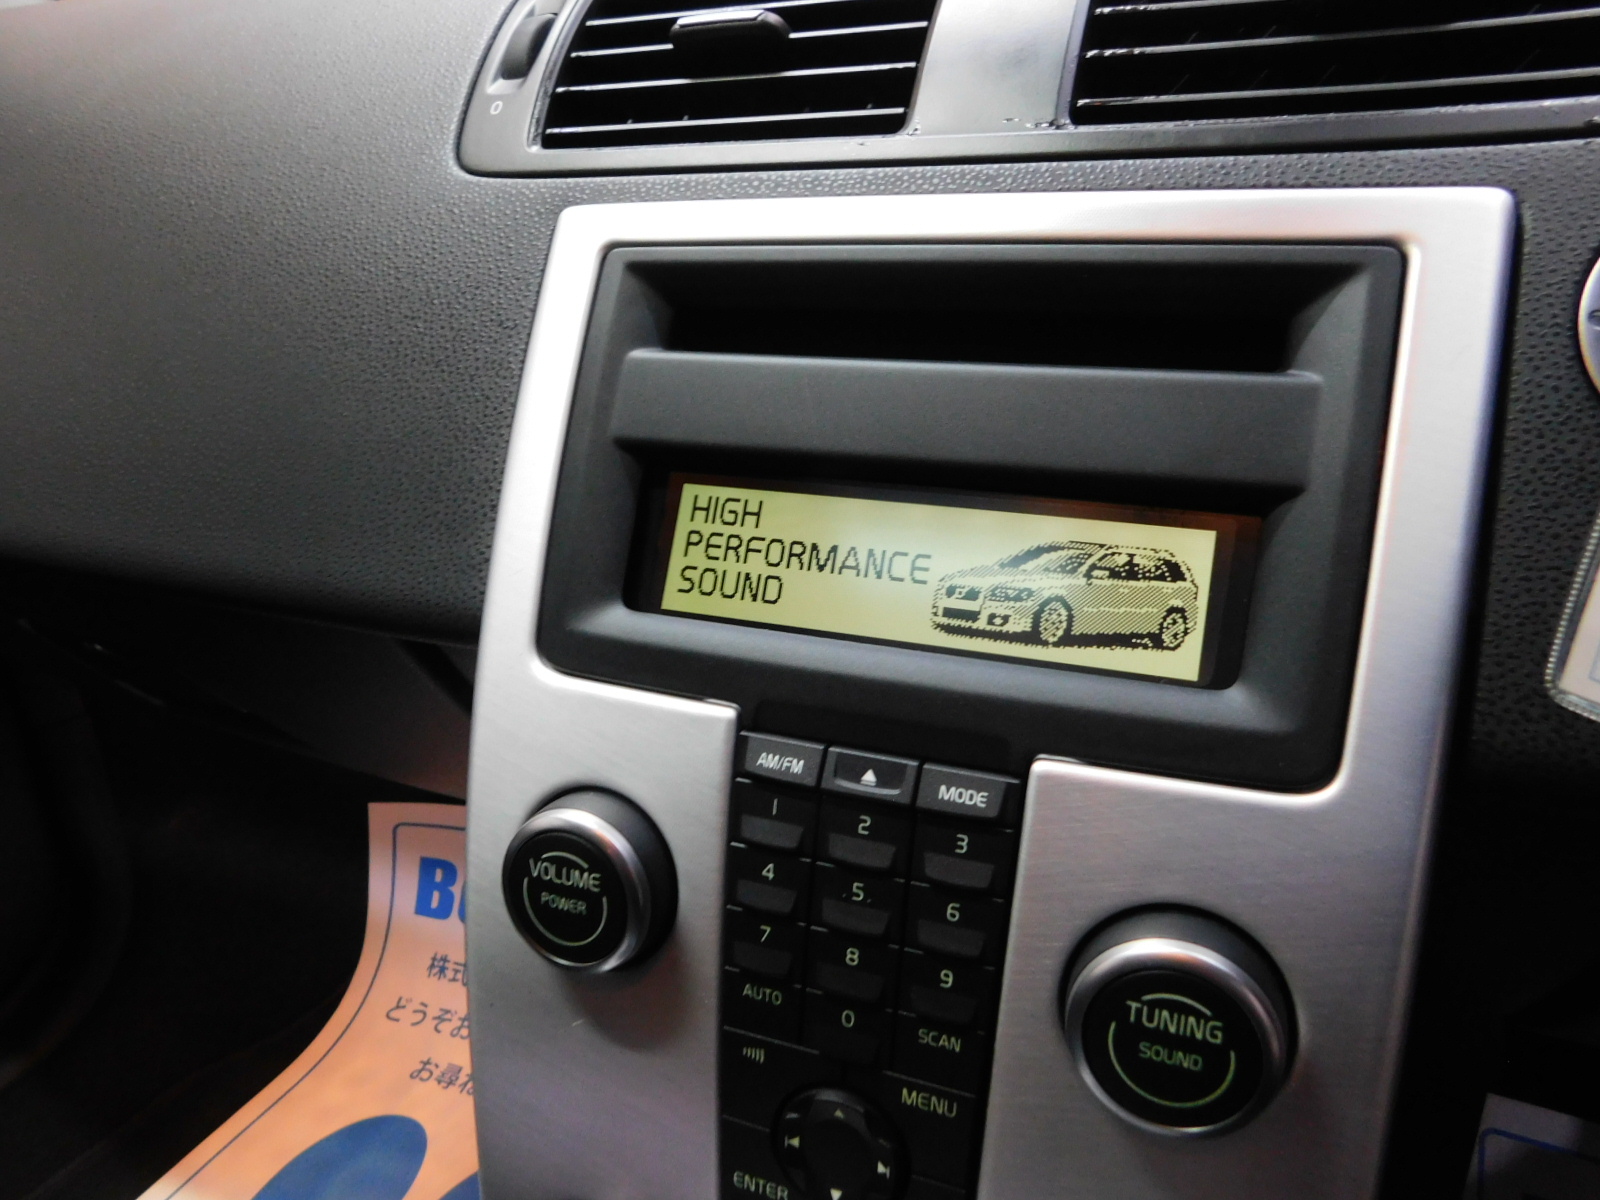 0
HIGH
PERFORMANCE
SOUND
AM/FM
MODE
1
2
3
4
5
6
7
8
9
AUTO
0
SCAN
MENU
ENTER
VOLUME
POWER
TUNING
SOUND
株式
どうぞお
お尋ね